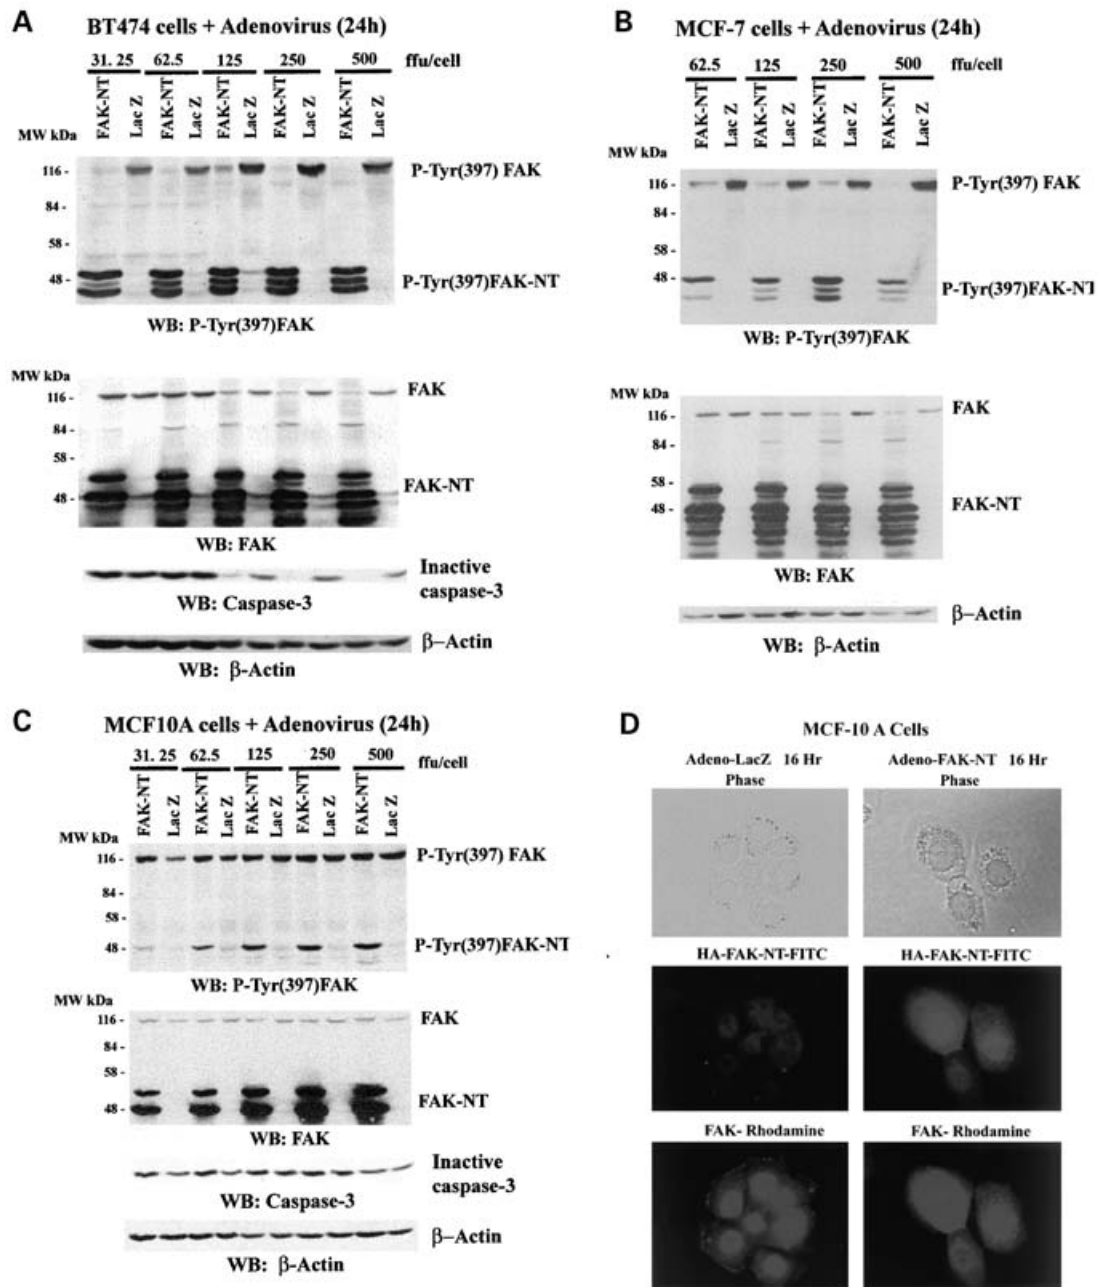 A
BT474 cells + Adenovirus (24h)
31. 25 62.5 125 250 500 ffu/cell
FAK-NT Lac Z FAK-NT Lac Z FAK-NT Lac Z FAK-NT Lac Z FAK-NT Lac Z
MW kDa
116 - P-Tyr(397) FAK
84 -
58 -
48 - P-Tyr(397)FAK-NT
WB: P-Tyr(397)FAK
MW kDa
116 - FAK
84 -
58 -
48 - FAK-NT
WB: FAK
Inactive
caspase-3
WB: Caspase-3
β–Actin
WB: β-Actin
B
MCF-7 cells + Adenovirus (24h)
62.5 125 250 500 ffu/cell
FAK-NT Lac Z FAK-NT Lac Z FAK-NT Lac Z FAK-NT Lac Z
MW kDa
116 - P-Tyr(397) FAK
84 -
58 -
48 - P-Tyr(397)FAK-NT
WB: P-Tyr(397)FAK
MW kDa
116 - FAK
84 -
58 -
48 - FAK-NT
WB: FAK
β–Actin
WB: β-Actin
C
MCF10A cells + Adenovirus (24h)
31. 25 62.5 125 250 500 ffu/cell
FAK-NT Lac Z FAK-NT Lac Z FAK-NT Lac Z FAK-NT Lac Z FAK-NT Lac Z
MW kDa
116 - P-Tyr(397) FAK
84 -
58 -
48 - P-Tyr(397)FAK-NT
WB: P-Tyr(397)FAK
MW kDa
116 - FAK
84 -
58 -
48 - FAK-NT
WB: FAK
Inactive
caspase-3
WB: Caspase-3
β–Actin
WB: β-Actin
D
MCF-10 A Cells
Adeno-LacZ 16 Hr Adeno-FAK-NT 16 Hr
Phase Phase
HA-FAK-NT-FITC HA-FAK-NT-FITC
FAK- Rhodamine FAK- Rhodamine